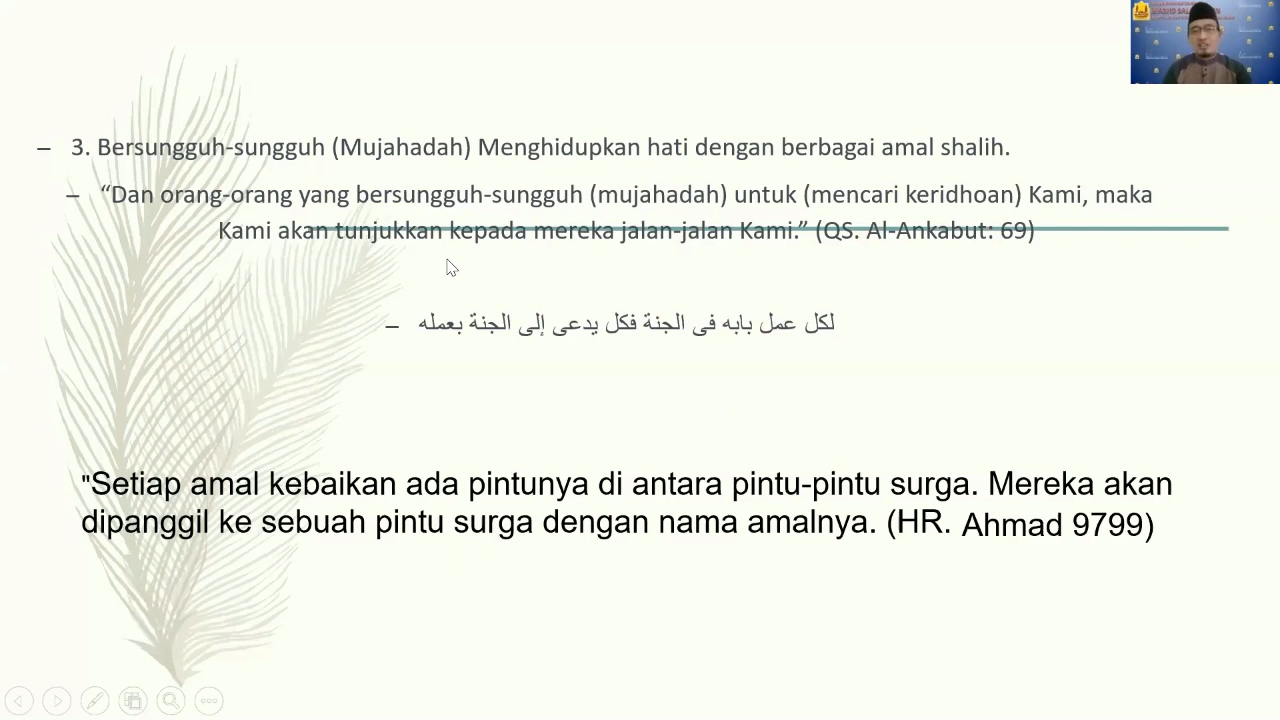 – 3. Bersungguh-sungguh (Mujahadah) Menghidupkan hati dengan berbagai amal shalih.
– “Dan orang-orang yang bersungguh-sungguh (mujahadah) untuk (mencari keridhoan) Kami, maka
Kami akan tunjukkan kepada mereka jalan-jalan Kami.” (QS. Al-Ankabut: 69)
– لكل عمل بابه فى الجنة فكل يدعى إلى الجنة بعمله
"Setiap amal kebaikan ada pintunya di antara pintu-pintu surga. Mereka akan
dipanggil ke sebuah pintu surga dengan nama amalnya. (HR. Ahmad 9799)